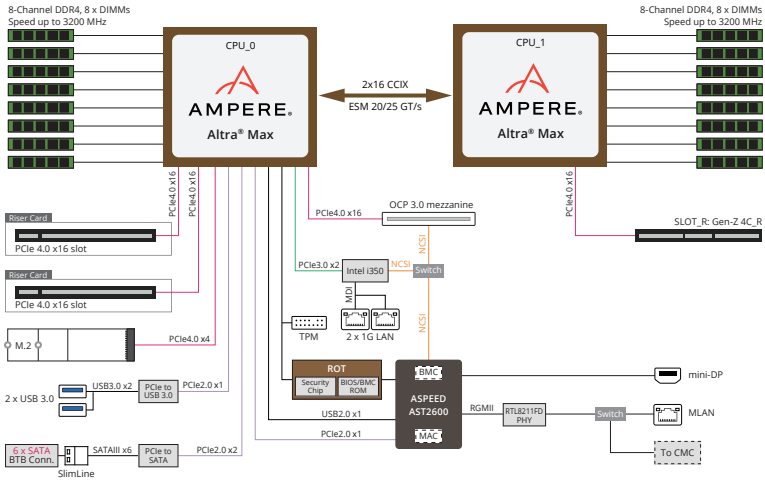 8-Channel DDR4, 8 x DIMMs
Speed up to 3200 MHz
8-Channel DDR4, 8 x DIMMs
Speed up to 3200 MHz
CPU_0
AMPERE®
Altra® Max
2x16 CCIX
ESM 20/25 GT/s
CPU_1
AMPERE®
Altra® Max
PCIe4.0 x16
PCIe4.0 x16
PCIe4.0 x16
OCP 3.0 mezzanine
PCIe4.0 x16
Riser Card
PCIe 4.0 x16 slot
SLOT_R: Gen-Z 4C_R
NCSI
PCIe3.0 x2
Intel i350
NCSI
Switch
Riser Card
PCIe 4.0 x16 slot
MDI
2 x 1G LAN
NCSI
TPM
M.2
PCIe4.0 x4
ROT
Security
Chip
BIOS/BMC
ROM
BMC
ASPEED
AST2600
MAC
mini-DP
2 x USB 3.0
USB3.0 x2
PCIe to
USB 3.0
PCIe2.0 x1
USB2.0 x1
PCIe2.0 x1
RGMII
RTL8211FD
PHY
Switch
MLAN
To CMC
6 x SATA
BTB Conn.
SlimLine
SATAIII x6
PCIe to
SATA
PCIe2.0 x2